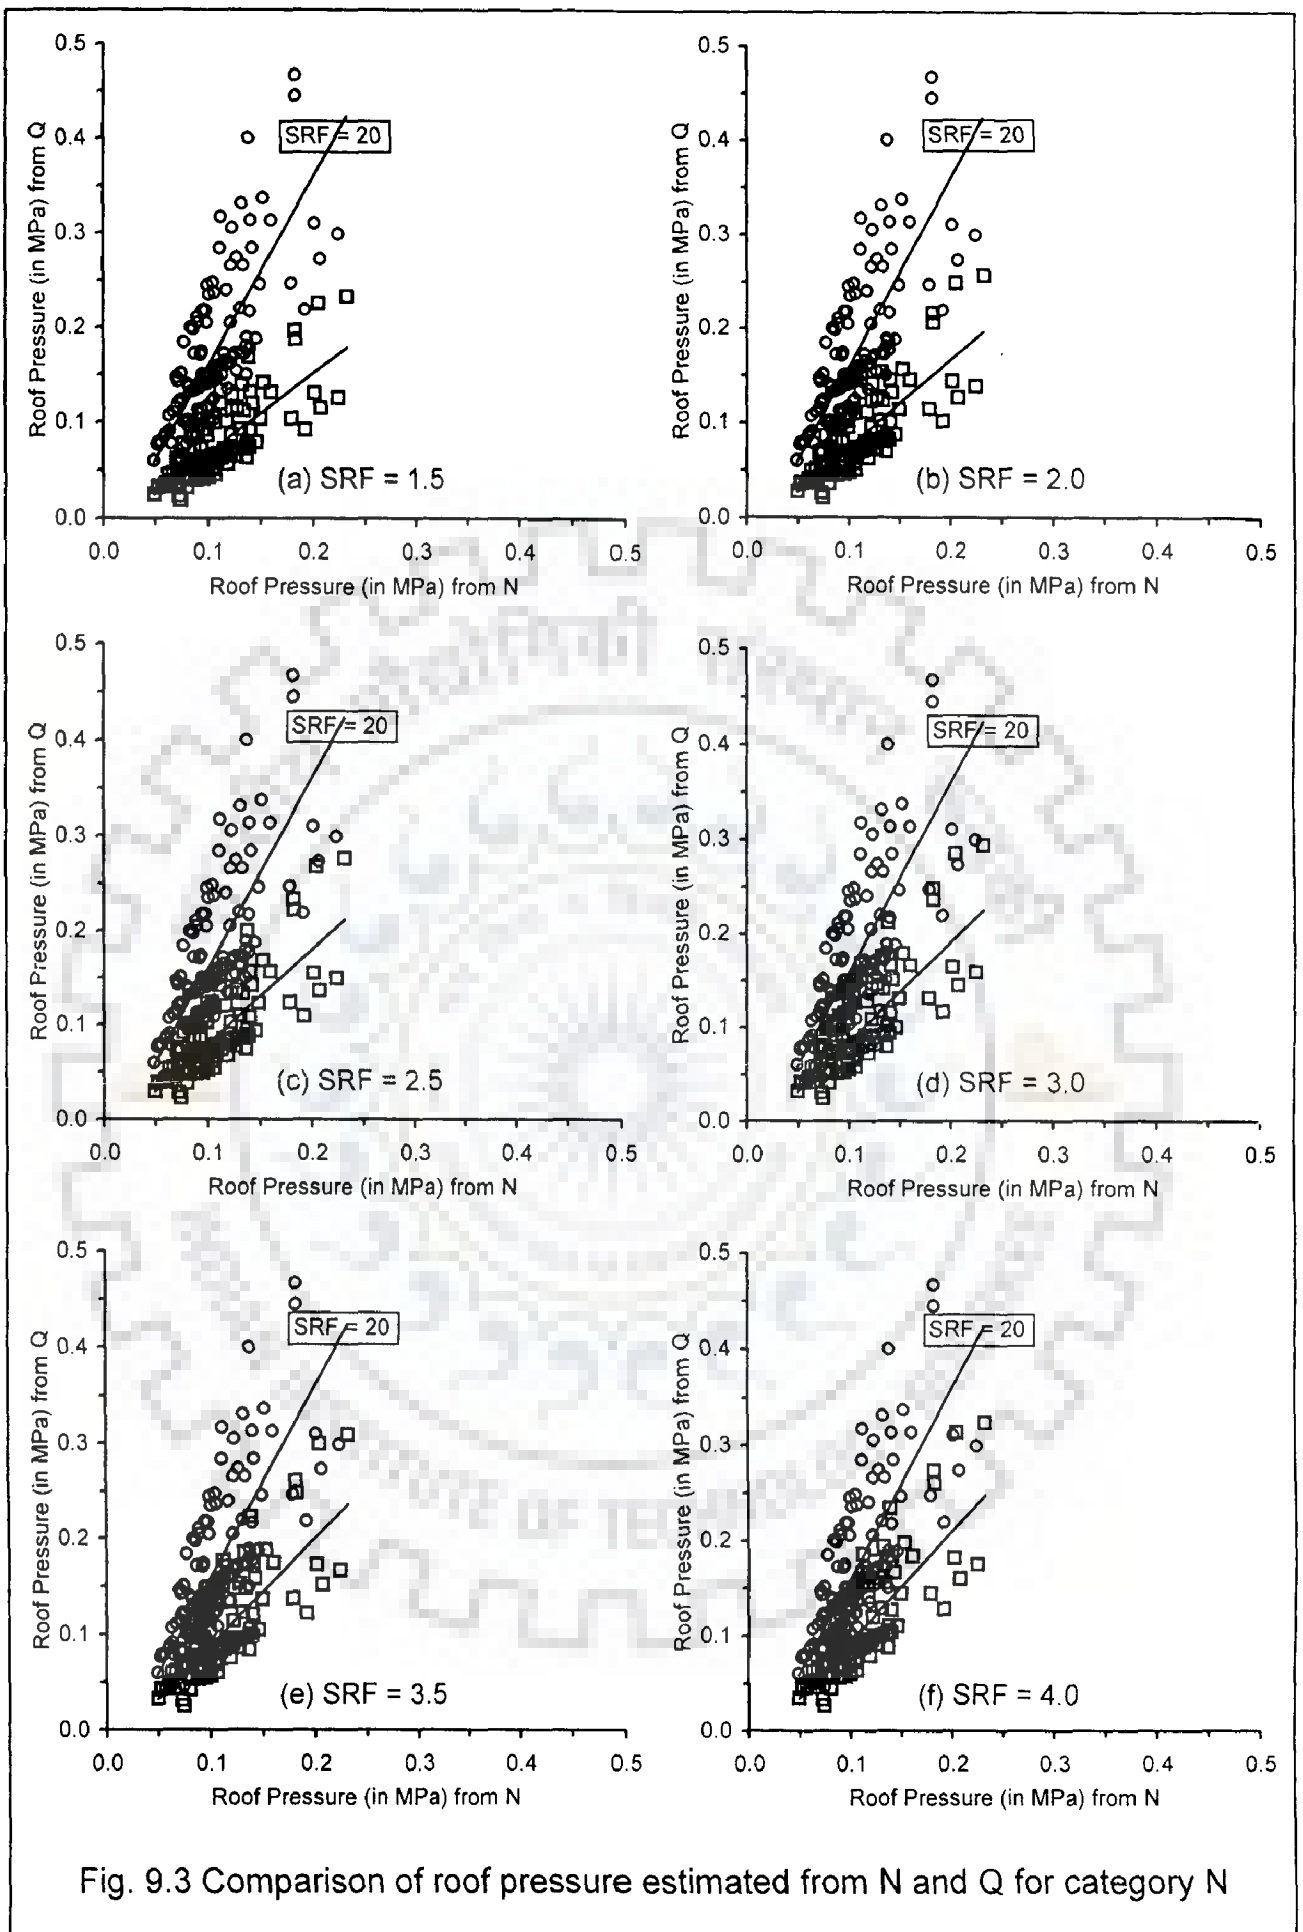 0.5
0.4
0.3
0.2
0.1
0.0
Roof Pressure (in MPa) from Q
SRF = 20
(a) SRF = 1.5
0.0 0.1 0.2 0.3 0.4 0.5
Roof Pressure (in MPa) from N
0.5
0.4
0.3
0.2
0.1
0.0
Roof Pressure (in MPa) from Q
SRF = 20
(b) SRF = 2.0
0.0 0.1 0.2 0.3 0.4 0.5
Roof Pressure (in MPa) from N
0.5
0.4
0.3
0.2
0.1
0.0
Roof Pressure (in MPa) from Q
SRF = 20
(c) SRF = 2.5
0.0 0.1 0.2 0.3 0.4 0.5
Roof Pressure (in MPa) from N
0.5
0.4
0.3
0.2
0.1
0.0
Roof Pressure (in MPa) from Q
SRF = 20
(d) SRF = 3.0
0.0 0.1 0.2 0.3 0.4 0.5
Roof Pressure (in MPa) from N
0.5
0.4
0.3
0.2
0.1
0.0
Roof Pressure (in MPa) from Q
SRF = 20
(e) SRF = 3.5
0.0 0.1 0.2 0.3 0.4 0.5
Roof Pressure (in MPa) from N
0.5
0.4
0.3
0.2
0.1
0.0
Roof Pressure (in MPa) from Q
SRF = 20
(f) SRF = 4.0
0.0 0.1 0.2 0.3 0.4 0.5
Roof Pressure (in MPa) from N
Fig. 9.3 Comparison of roof pressure estimated from N and Q for category N